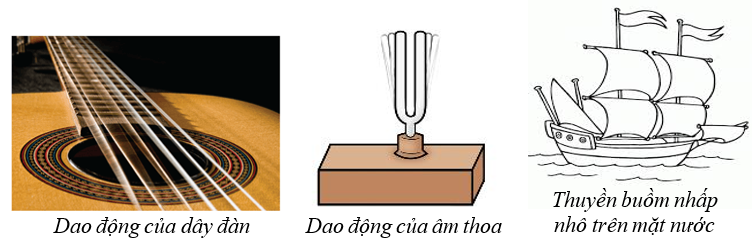 Dao động của dây đàn
Dao động của âm thoa
Thuyền buồm nhấp
nhô trên mặt nước